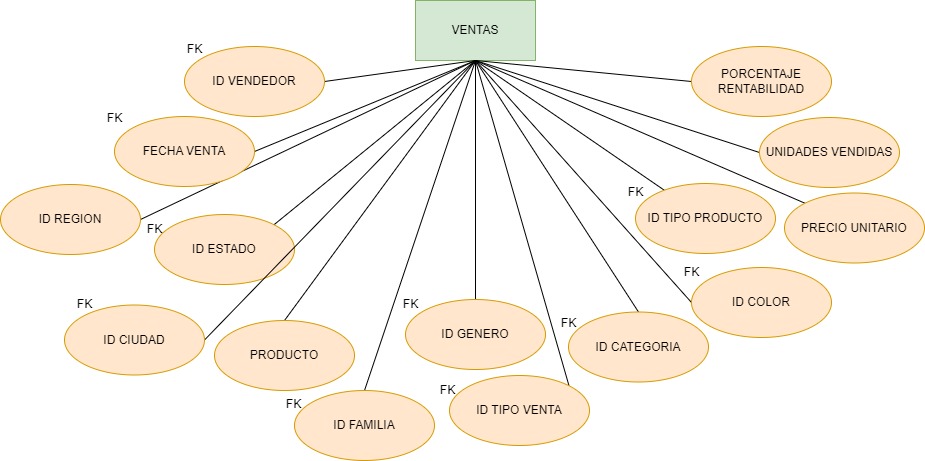 VENTAS
FK
ID VENDEDOR
PORCENTAJE
RENTABILIDAD
FK
FECHA VENTA
UNIDADES VENDIDAS
ID REGION
FK
ID ESTADO
FK
ID TIPO PRODUCTO
PRECIO UNITARIO
FK
ID COLOR
FK
ID CIUDAD
PRODUCTO
FK
ID GENERO
FK
ID CATEGORIA
FK
ID FAMILIA
FK
ID TIPO VENTA